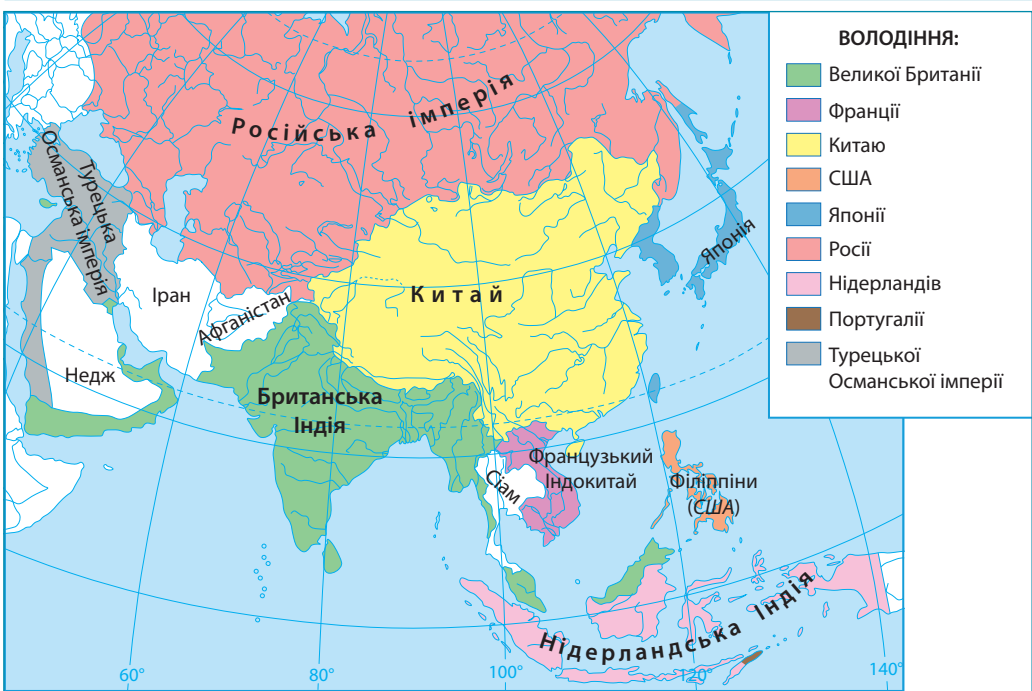 ВОЛОДІННЯ:
Великої Британії
Франції
Китаю
США
Японії
Росії
Нідерландів
Португалії
Турецької
Османської імперії
Російська імперія
Турецька
Османська імперія
Японія
Іран
Китай
Афганістан
Недж
Британська
Індія
Французький
Індокитай
Сіам
Філіппіни
(США)
Нідерландська Індія
60°
80°
100°
120°
140°